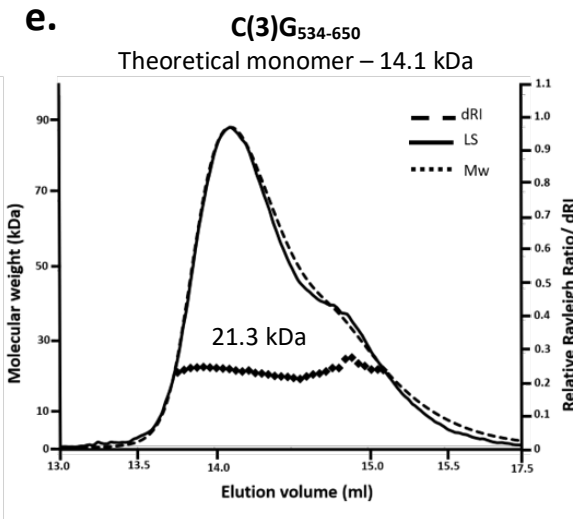 e.
C(3)G534-650
Theoretical monomer – 14.1 kDa
dRI
LS
Mw
21.3 kDa
Molecular weight (kDa)
90
70
50
30
10
0
1.1
1.0
0.9
0.8
0.7
0.6
0.5
0.4
0.3
0.2
0.1
0
Relative Rayleigh Ratio/ dRI
13.0 13.5 14.0 15.0 15.5 17.5
Elution volume (ml)